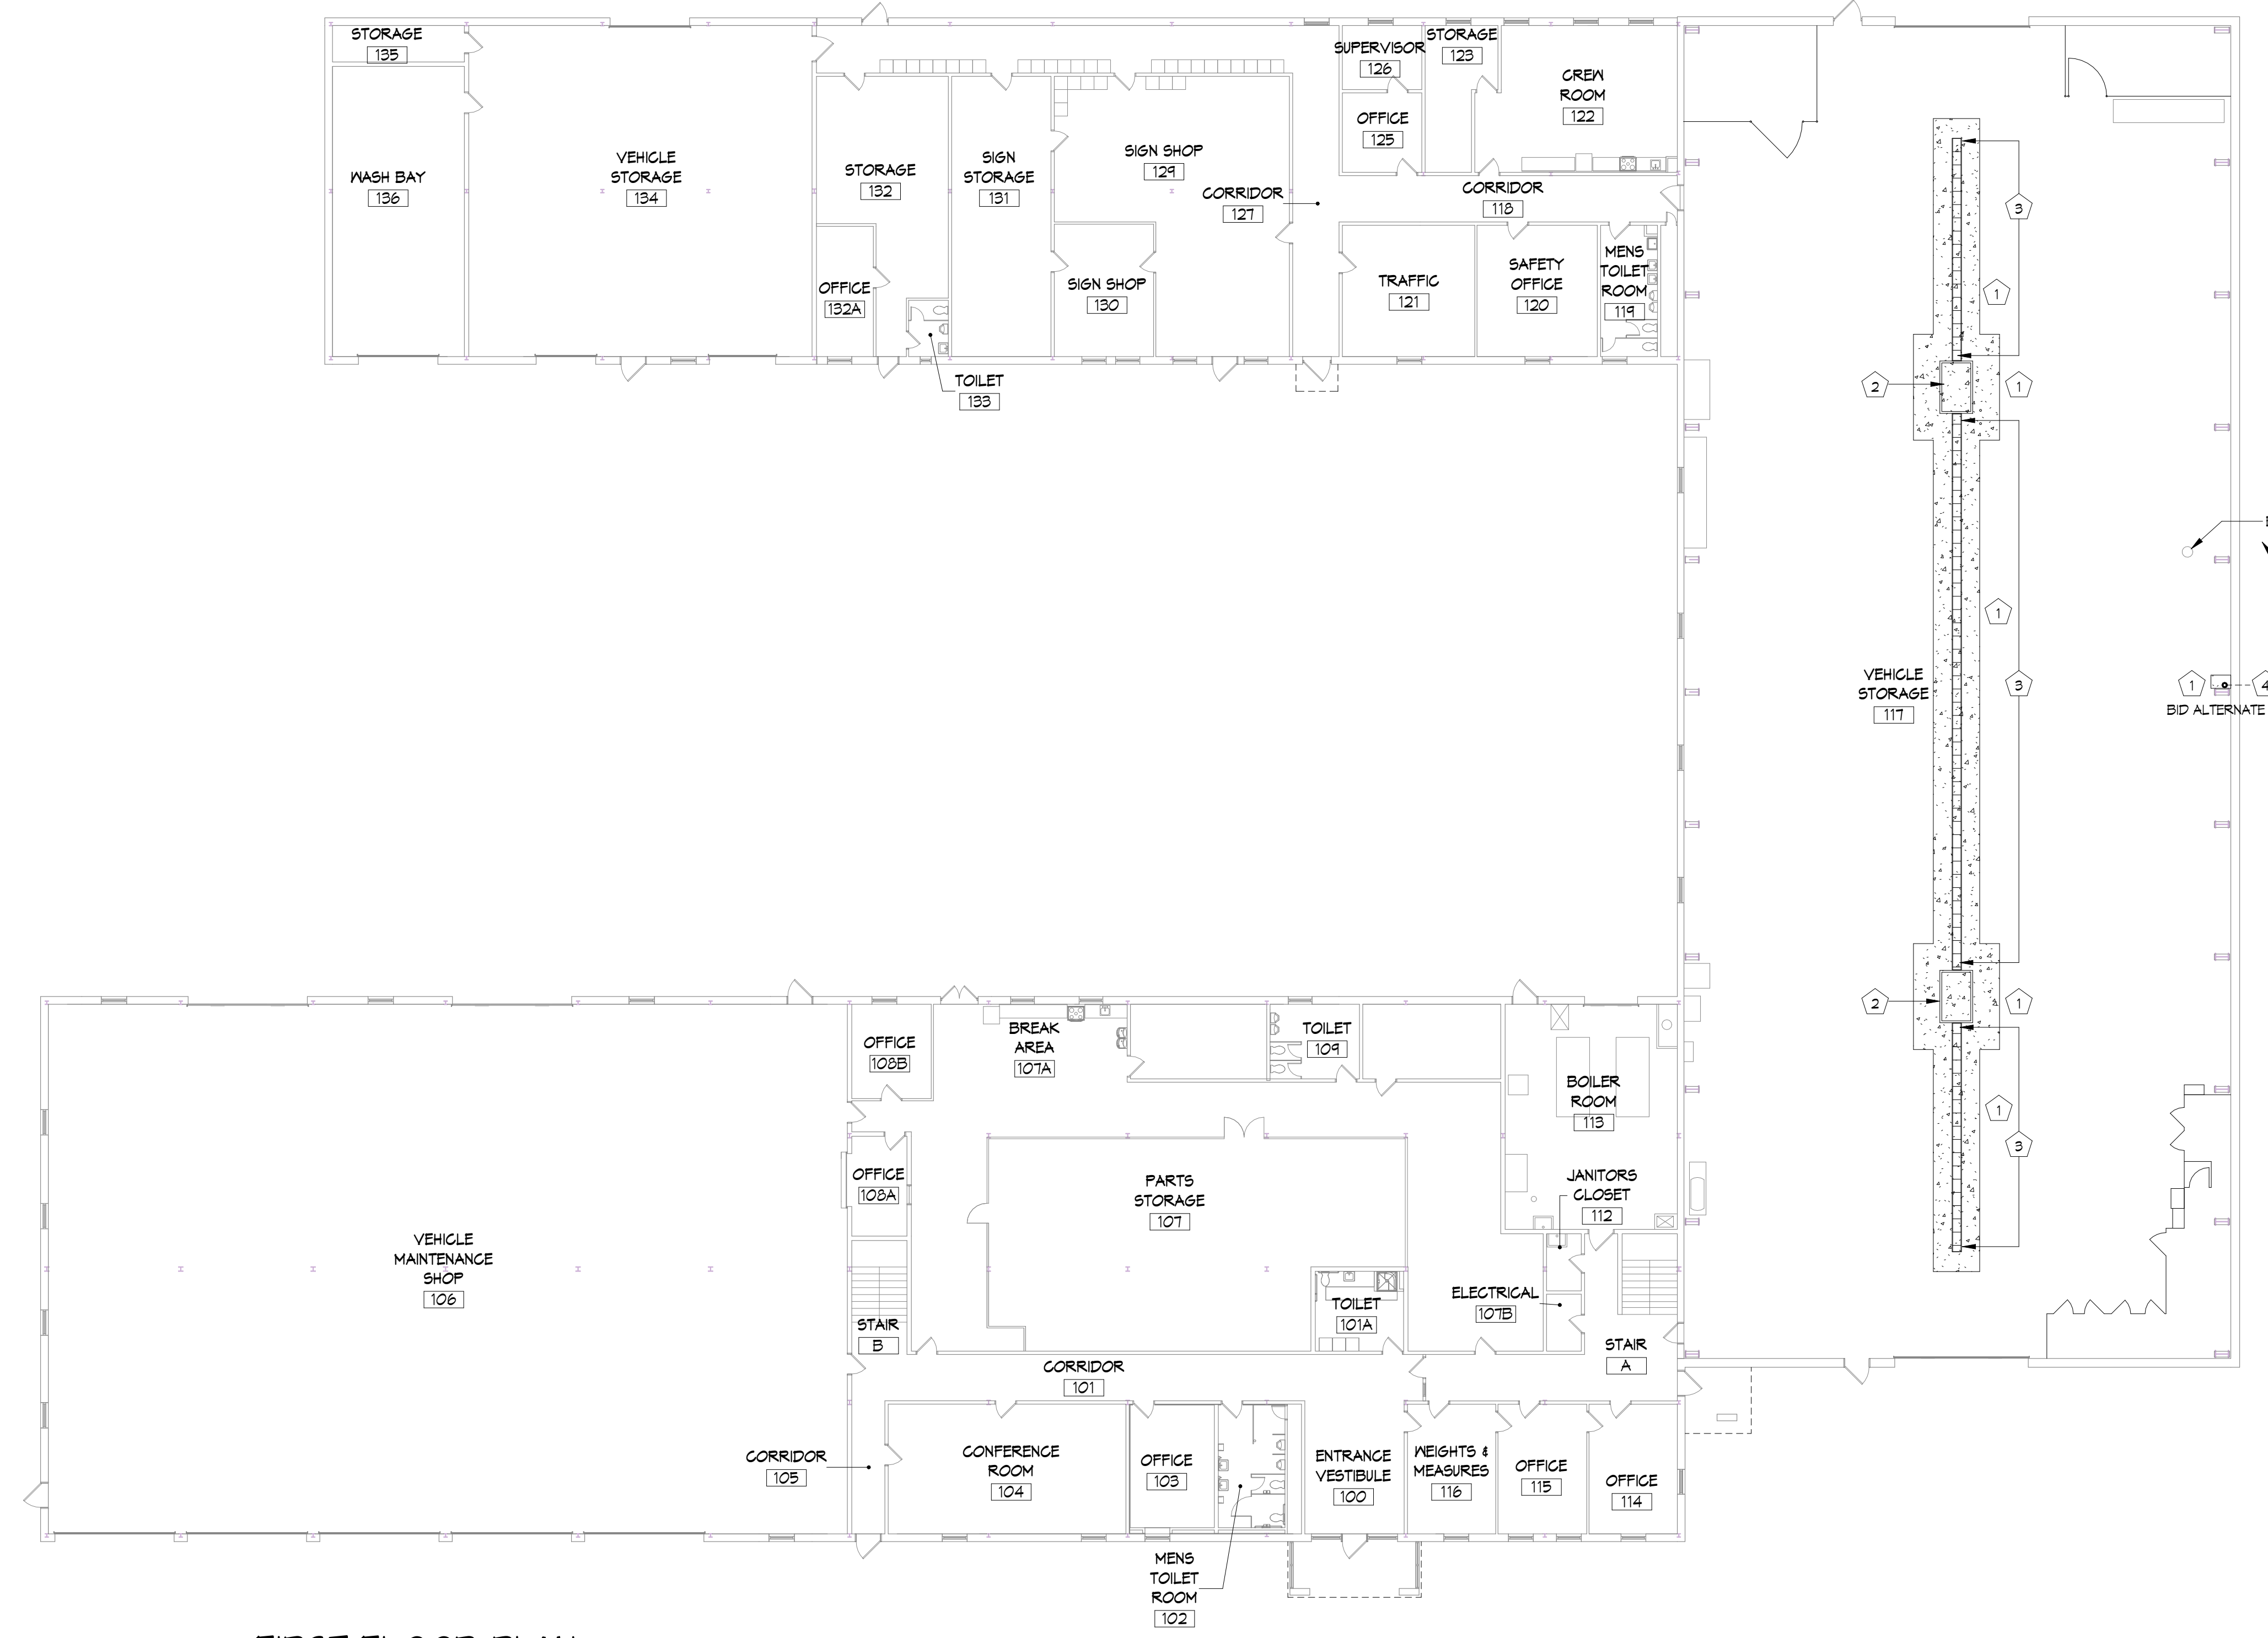 STORAGE
135
WASH BAY
136
VEHICLE
STORAGE
134
STORAGE
132
OFFICE
132A
TOILET
133
SIGN
STORAGE
131
SIGN SHOP
129
SIGN SHOP
130
CORRIDOR
127
SUPERVISOR
126
OFFICE
125
STORAGE
123
CREW
ROOM
122
CORRIDOR
118
TRAFFIC
121
SAFETY
OFFICE
120
MENS
TOILET
ROOM
119
3
1
2
1
1
VEHICLE
STORAGE
117
3
1
4
BID ALTERNATE
2
1
1
3
OFFICE
108B
BREAK
AREA
107A
TOILET
109
BOILER
ROOM
113
OFFICE
108A
PARTS
STORAGE
107
JANITORS
CLOSET
112
VEHICLE
MAINTENANCE
SHOP
106
STAIR
B
TOILET
101A
ELECTRICAL
107B
STAIR
A
CORRIDOR
101
CORRIDOR
105
CONFERENCE
ROOM
104
OFFICE
103
ENTRANCE
VESTIBULE
100
WEIGHTS &
MEASURES
116
OFFICE
115
OFFICE
114
MENS
TOILET
ROOM
102
FIRST FLOOR PLAN